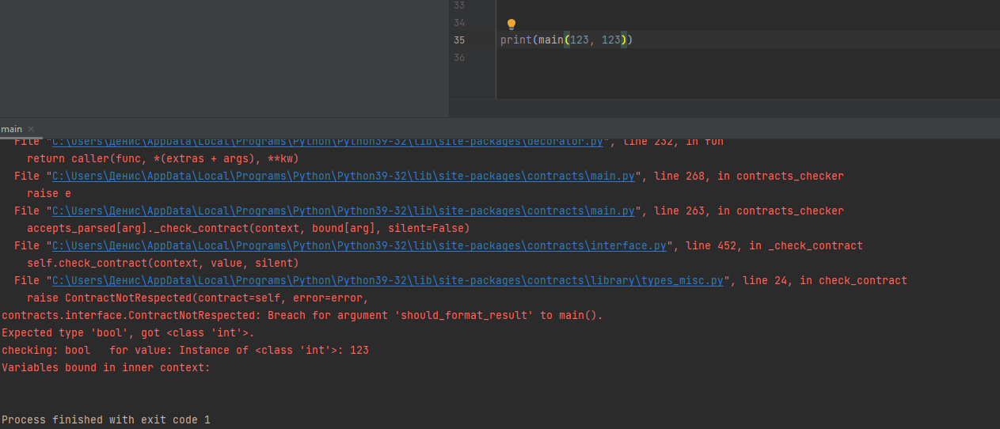 33
34
35 print(main(123, 123))
36
main ×
File "C:\Users\Денис\AppData\Local\Programs\Python\Python39-32\lib\site-packages\decorator.py", line 232, in fun
return caller(func, *(extras + args), **kw)
File "C:\Users\Денис\AppData\Local\Programs\Python\Python39-32\lib\site-packages\contracts\main.py", line 268, in contracts_checker
raise e
File "C:\Users\Денис\AppData\Local\Programs\Python\Python39-32\lib\site-packages\contracts\main.py", line 263, in contracts_checker
accepts_parsed[arg]._check_contract(context, bound[arg], silent=False)
File "C:\Users\Денис\AppData\Local\Programs\Python\Python39-32\lib\site-packages\contracts\interface.py", line 452, in _check_contract
self.check_contract(context, value, silent)
File "C:\Users\Денис\AppData\Local\Programs\Python\Python39-32\lib\site-packages\contracts\library\types_misc.py", line 24, in check_contract
raise ContractNotRespected(contract=self, error=error,
contracts.interface.ContractNotRespected: Breach for argument 'should_format_result' to main().
Expected type 'bool', got <class 'int'>.
checking: bool   for value: Instance of <class 'int'>: 123
Variables bound in inner context:
Process finished with exit code 1